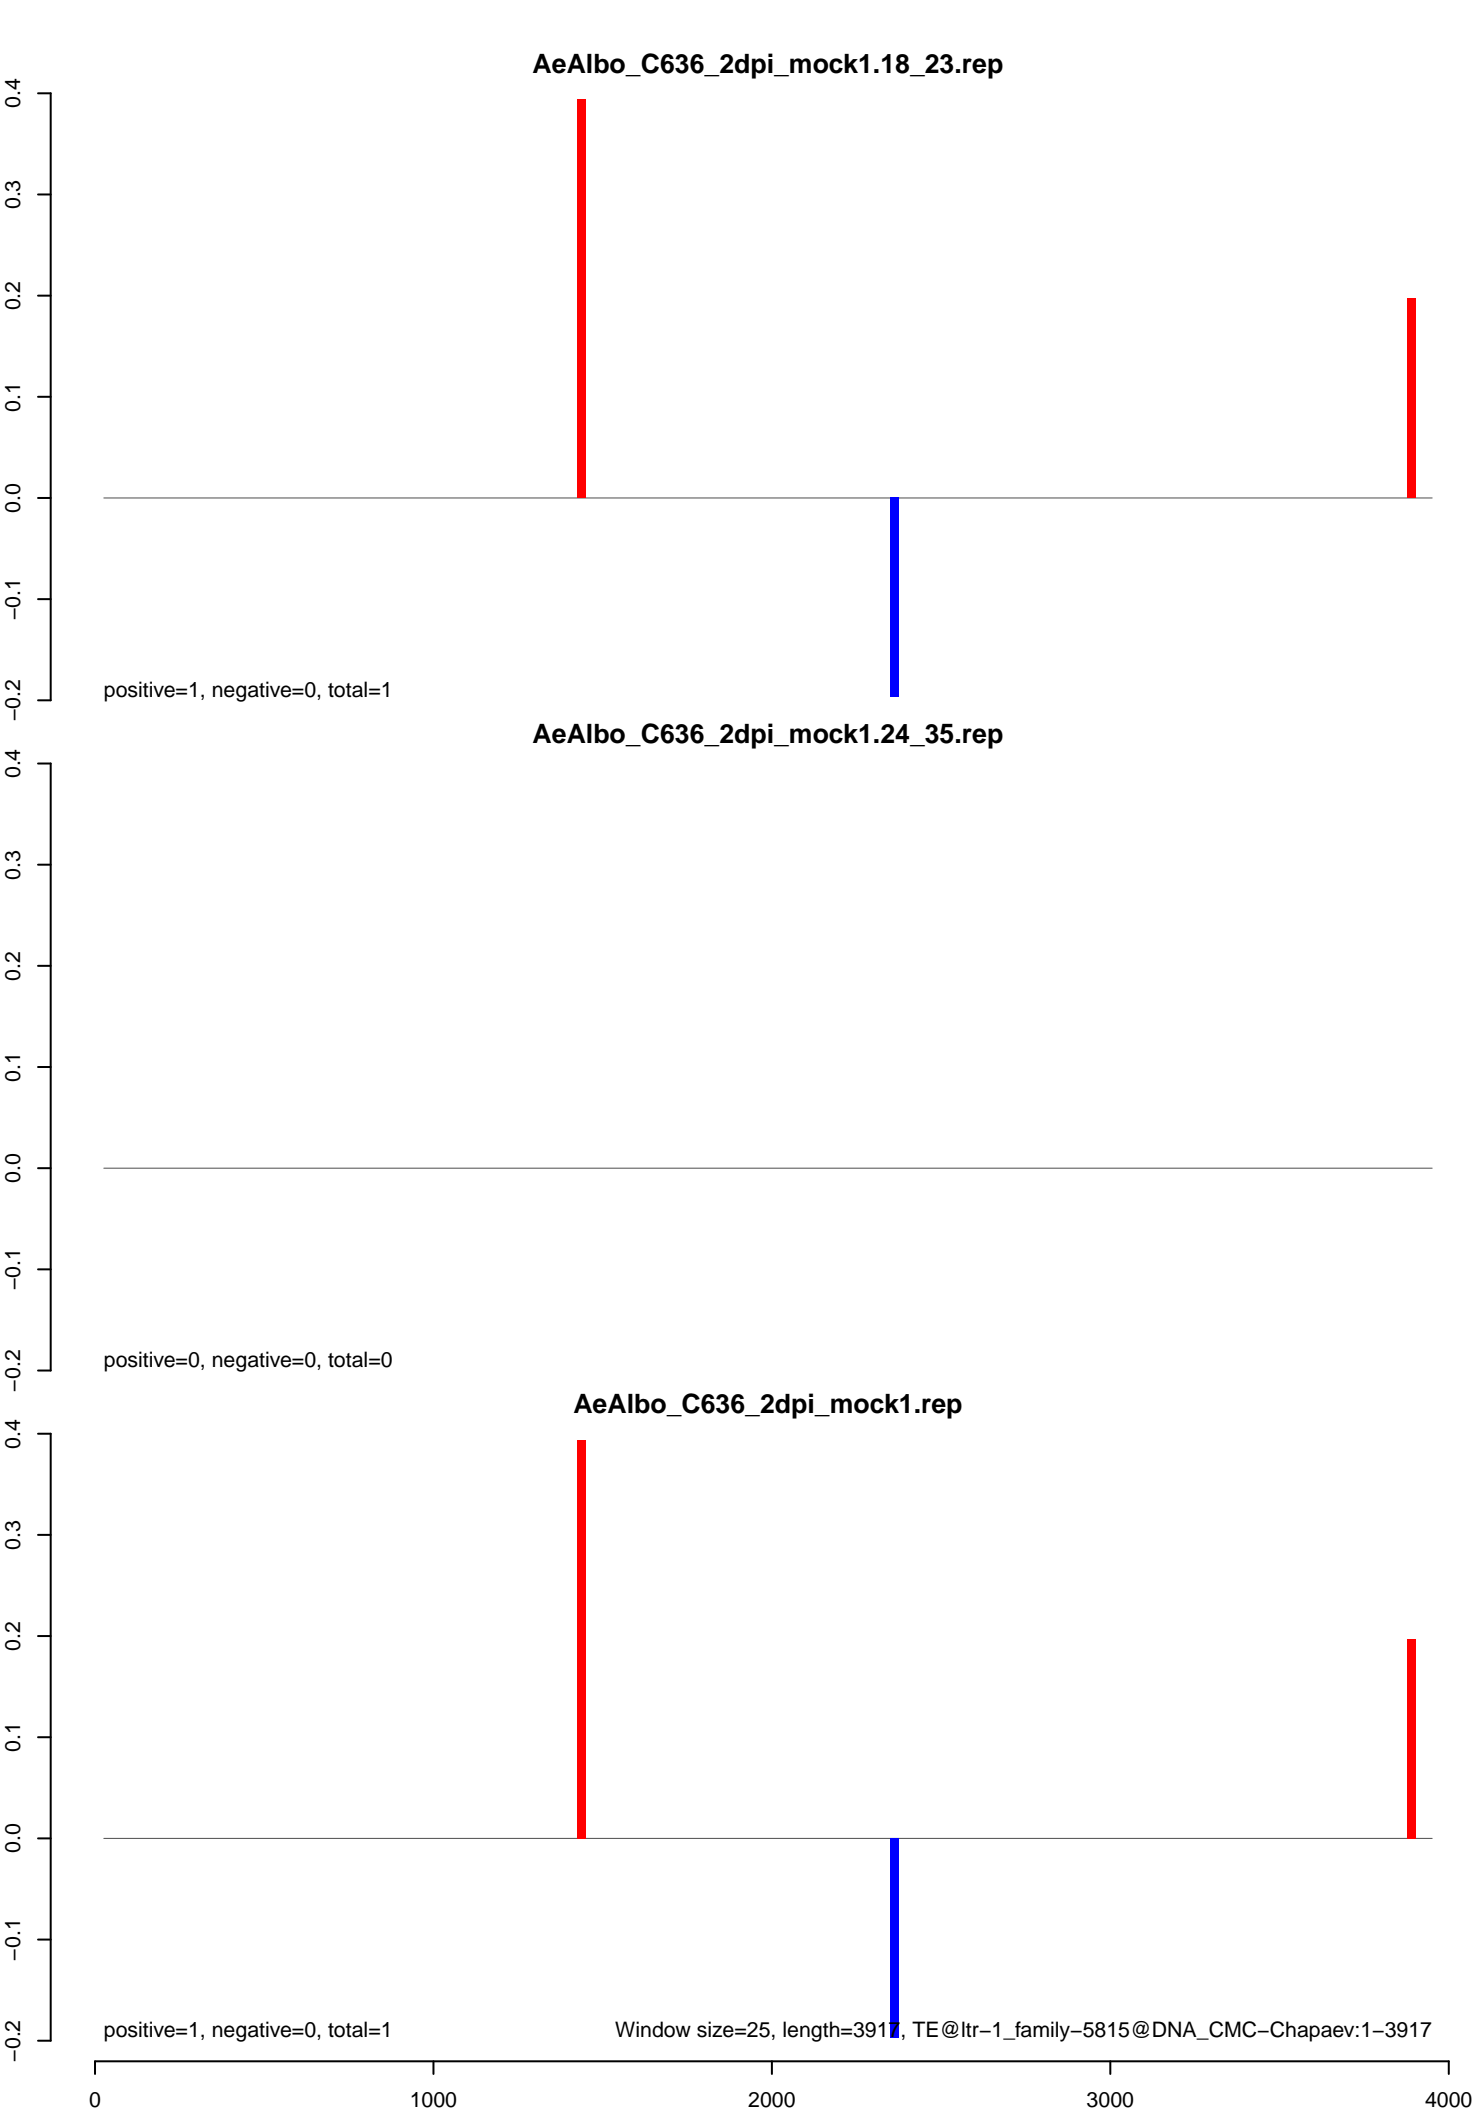 AeAlbo_C636_2dpi_mock1.18_23.rep
0.4
0.3
0.2
0.1
0.0
−0.1
−0.2
positive=1, negative=0, total=1
AeAlbo_C636_2dpi_mock1.24_35.rep
0.4
0.3
0.2
0.1
0.0
−0.1
−0.2
positive=0, negative=0, total=0
AeAlbo_C636_2dpi_mock1.rep
0.4
0.3
0.2
0.1
0.0
−0.1
−0.2
positive=1, negative=0, total=1
Window size=25, length=3917, TE@ltr−1_family−5815@DNA_CMC−Chapaev:1−3917
0 1000 2000 3000 4000